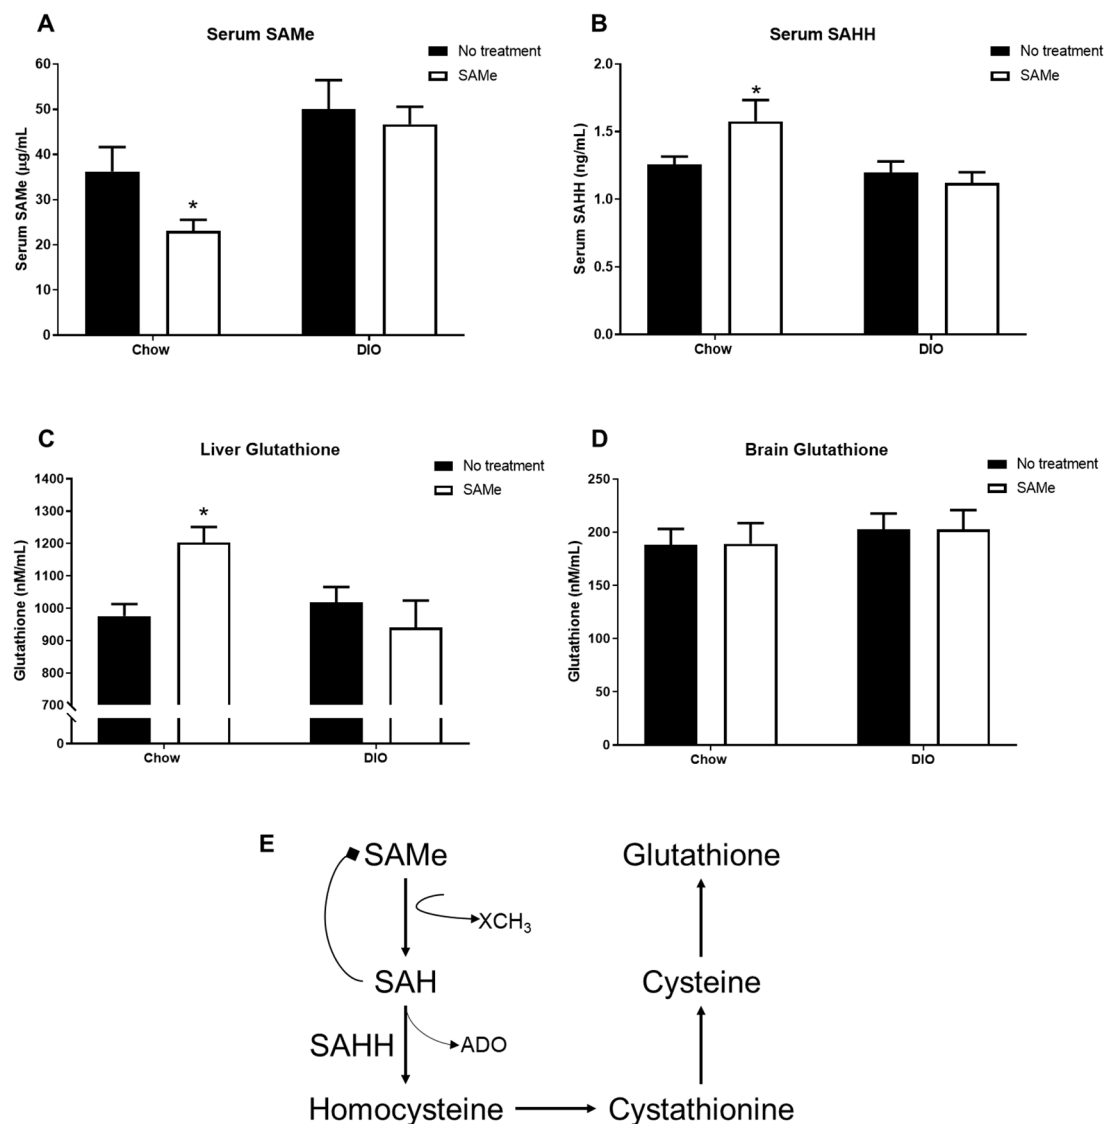 A
Serum SAMe
No treatment
SAMe
Serum SAMe (µg/mL
60
50
40
30
20
10
0
*
Chow
DIO
B
Serum SAHH
No treatment
SAMe
Serum SAHH (ng/mL)
2.0
1.5
1.0
0.5
0.0
*
Chow
DIO
C
Liver Glutathione
No treatment
SAMe
Glutathione (nM/mL)
1400
1300
1200
1100
1000
900
800
700
0
*
Chow
DIO
D
Brain Glutathione
No treatment
SAMe
Glutathione (nM/mL)
250
200
150
100
50
0
Chow
DIO
E
SAMe
Glutathione
XCH₃
SAH
Cysteine
SAHH
ADO
Homocysteine
Cystathionine